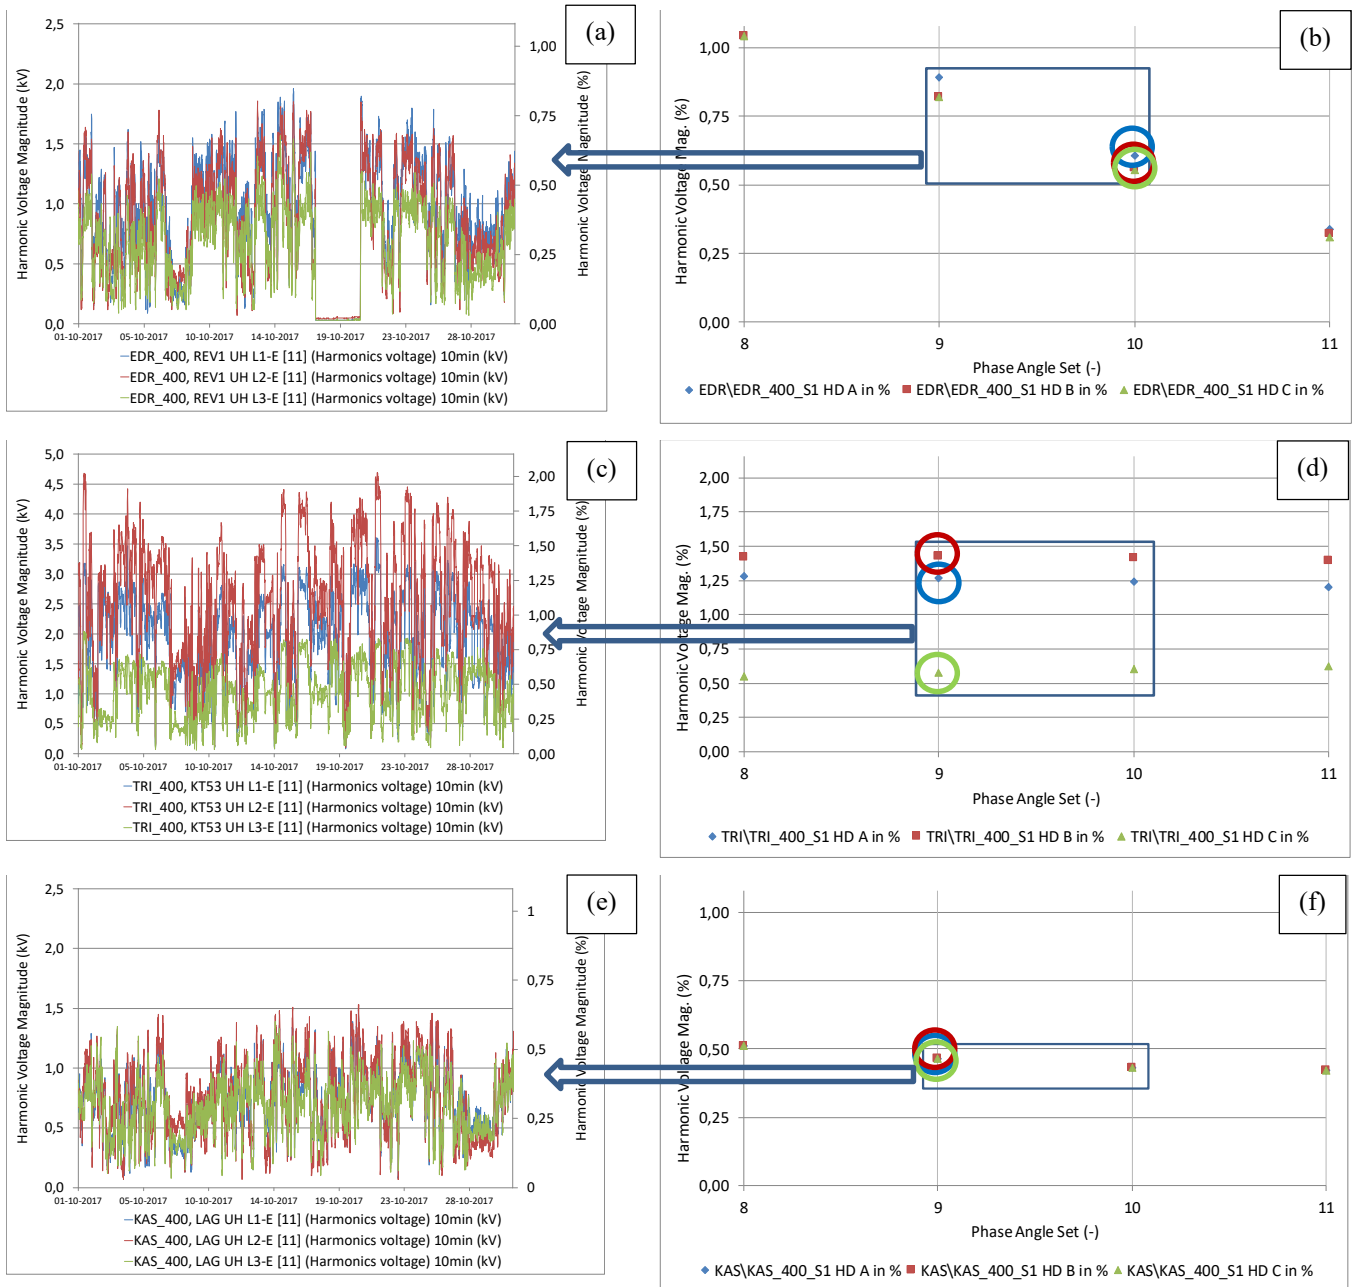 (a)
Harmonic Voltage Magnitude (kV)
2,5
2,0
1,5
1,0
0,5
0,0
1,00
0,75
0,50
0,25
0,00
Harmonic Voltage Magnitude (%)
01-10-2017 05-10-2017 10-10-2017 14-10-2017 19-10-2017 23-10-2017 28-10-2017
EDR_400, REV1 UH L1-E [11] (Harmonics voltage) 10min (kV)
EDR_400, REV1 UH L2-E [11] (Harmonics voltage) 10min (kV)
EDR_400, REV1 UH L3-E [11] (Harmonics voltage) 10min (kV)
(b)
Harmonic Voltage Mag. (%)
1,00
0,75
0,50
0,25
0,00
8 9 10 11
Phase Angle Set (-)
EDR\EDR_400_S1 HD A in % EDR\EDR_400_S1 HD B in % EDR\EDR_400_S1 HD C in %
(c)
Harmonic Voltage Magnitude (kV)
5,0
4,5
4,0
3,5
3,0
2,5
2,0
1,5
1,0
0,5
0,0
2,00
1,75
1,50
1,25
1,00
0,75
0,50
0,25
0,00
Harmonic Voltage Magnitude (%)
01-10-2017 05-10-2017 10-10-2017 14-10-2017 19-10-2017 23-10-2017 28-10-2017
TRI_400, KT53 UH L1-E [11] (Harmonics voltage) 10min (kV)
TRI_400, KT53 UH L2-E [11] (Harmonics voltage) 10min (kV)
TRI_400, KT53 UH L3-E [11] (Harmonics voltage) 10min (kV)
(d)
Harmonic Voltage Mag. (%)
2,00
1,75
1,50
1,25
1,00
0,75
0,50
0,25
0,00
8 9 10 11
Phase Angle Set (-)
TRI\TRI_400_S1 HD A in % TRI\TRI_400_S1 HD B in % TRI\TRI_400_S1 HD C in %
(e)
Harmonic Voltage Magnitude (kV)
2,5
2,0
1,5
1,0
0,5
0,0
1
0,75
0,5
0,25
0
Harmonic Voltage Magnitude (%)
01-10-2017 05-10-2017 10-10-2017 14-10-2017 19-10-2017 23-10-2017 28-10-2017
KAS_400, LAG UH L1-E [11] (Harmonics voltage) 10min (kV)
KAS_400, LAG UH L2-E [11] (Harmonics voltage) 10min (kV)
KAS_400, LAG UH L3-E [11] (Harmonics voltage) 10min (kV)
(f)
Harmonic Voltage Mag. (%)
1,00
0,75
0,50
0,25
0,00
8 9 10 11
Phase Angle Set (-)
KAS\KAS_400_S1 HD A in % KAS\KAS_400_S1 HD B in % KAS\KAS_400_S1 HD C in %